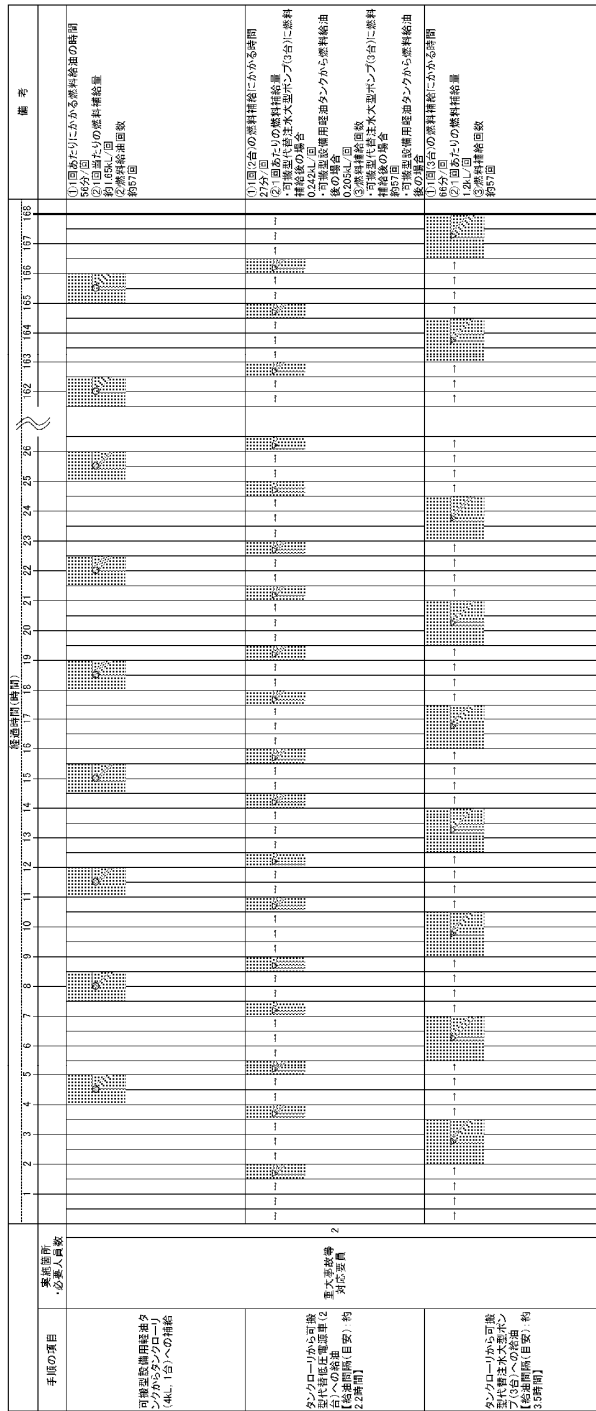 手順の項目
実施箇所
・必要人員数
経過時間(時間)
備考
1 2 3 4 5 6 7 8 9 10 11 12 13 14 15 16 17 18 19 20 21 22 23 24 25 26 162 163 164 165 166 167 168
可搬型設備用軽油タ
ンクからタンクローリ
(4kL、1台)への補給
重大事故等
対応要員
2
①1回あたりにかかる燃料給油の時間
56分/回
②1回当たりの燃料補給量
約1.65kL/回
②燃料給油回数
約57回
タンクローリから可搬
型代替低圧電源車(2
台)への給油
【給油間隔(目安):約
2.2時間】
①1回(2台)の燃料補給にかかる時間
27分/回
②1回あたりの燃料補給量
・可搬型代替注水大型ポンプ(3台)に燃料
補給後の場合
0.242kL/回
・可搬型設備用軽油タンクから燃料給油
後の場合
0.205kL/回
③燃料補給回数
・可搬型代替注水大型ポンプ(3台)に燃料
補給後の場合
約57回
・可搬型設備用軽油タンクから燃料給油
後の場合
約57回
タンクローリから可搬
型代替注水大型ポン
プ(3台)への給油
【給油間隔(目安):約
3.5時間】
①1回(3台)の燃料補給にかかる時間
66分/回
②1回あたりの燃料補給量
1.2kL/回
③燃料補給回数
約57回